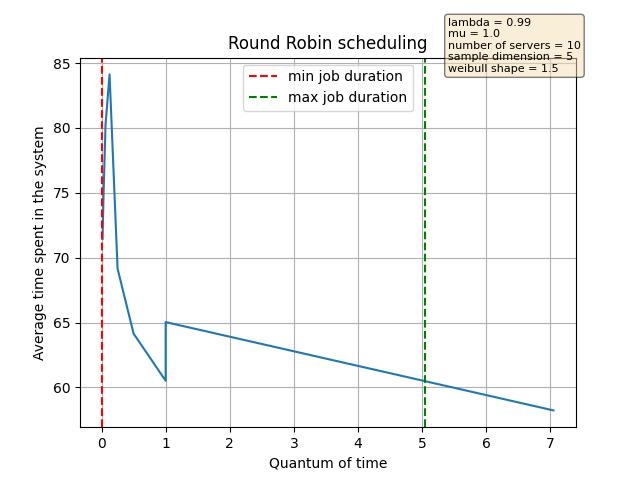 lambda = 0.99
mu = 1.0
number of servers = 10
sample dimension = 5
weibull shape = 1.5
Round Robin scheduling
min job duration
max job duration
Average time spent in the system
85
80
75
70
65
60
0 1 2 3 4 5 6 7
Quantum of time